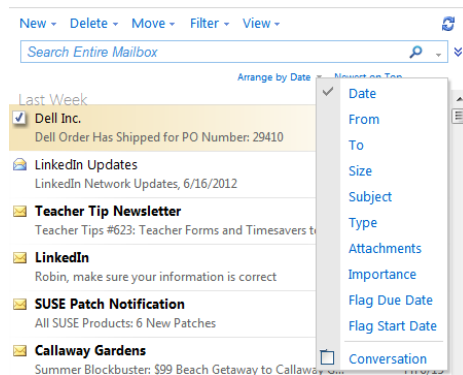 New Delete Move Filter View
Search Entire Mailbox
Arrange by Date Newest on Top
Last Week
Dell Inc.
Dell Order Has Shipped for PO Number: 29410
LinkedIn Updates
LinkedIn Network Updates, 6/16/2012
Teacher Tip Newsletter
Teacher Tips #623: Teacher Forms and Timesavers
LinkedIn
Robin, make sure your information is correct
SUSE Patch Notification
All SUSE Products: 6 New Patches
Callaway Gardens
Summer Blockbuster: $99 Beach Getaway to Callaway G...
Date
From
To
Size
Subject
Type
Attachments
Importance
Flag Due Date
Flag Start Date
Conversation